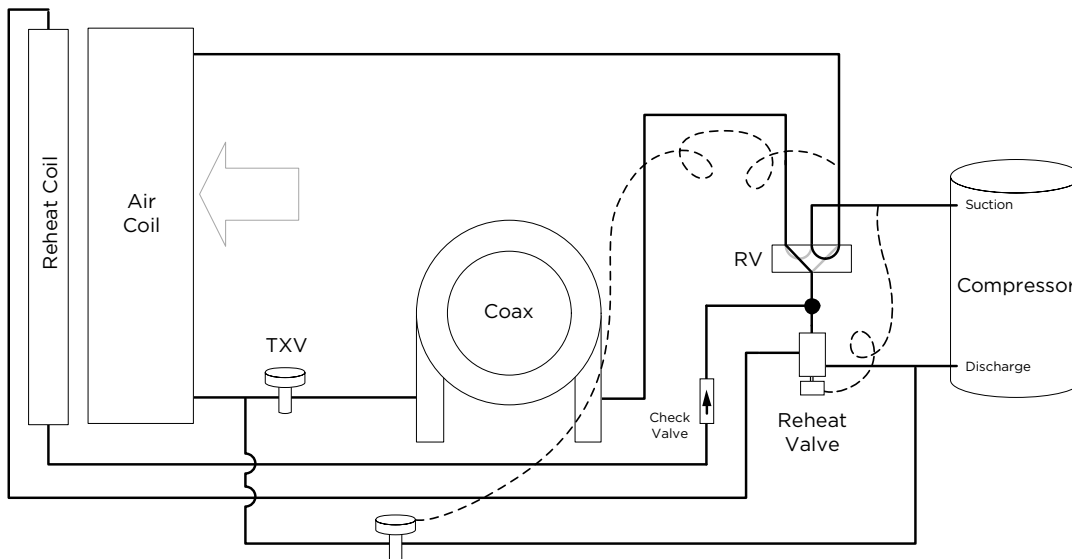 Reheat Coil
Air
Coil
TXV
Coax
RV
Suction
Compressor
Discharge
Check
Valve
Reheat
Valve